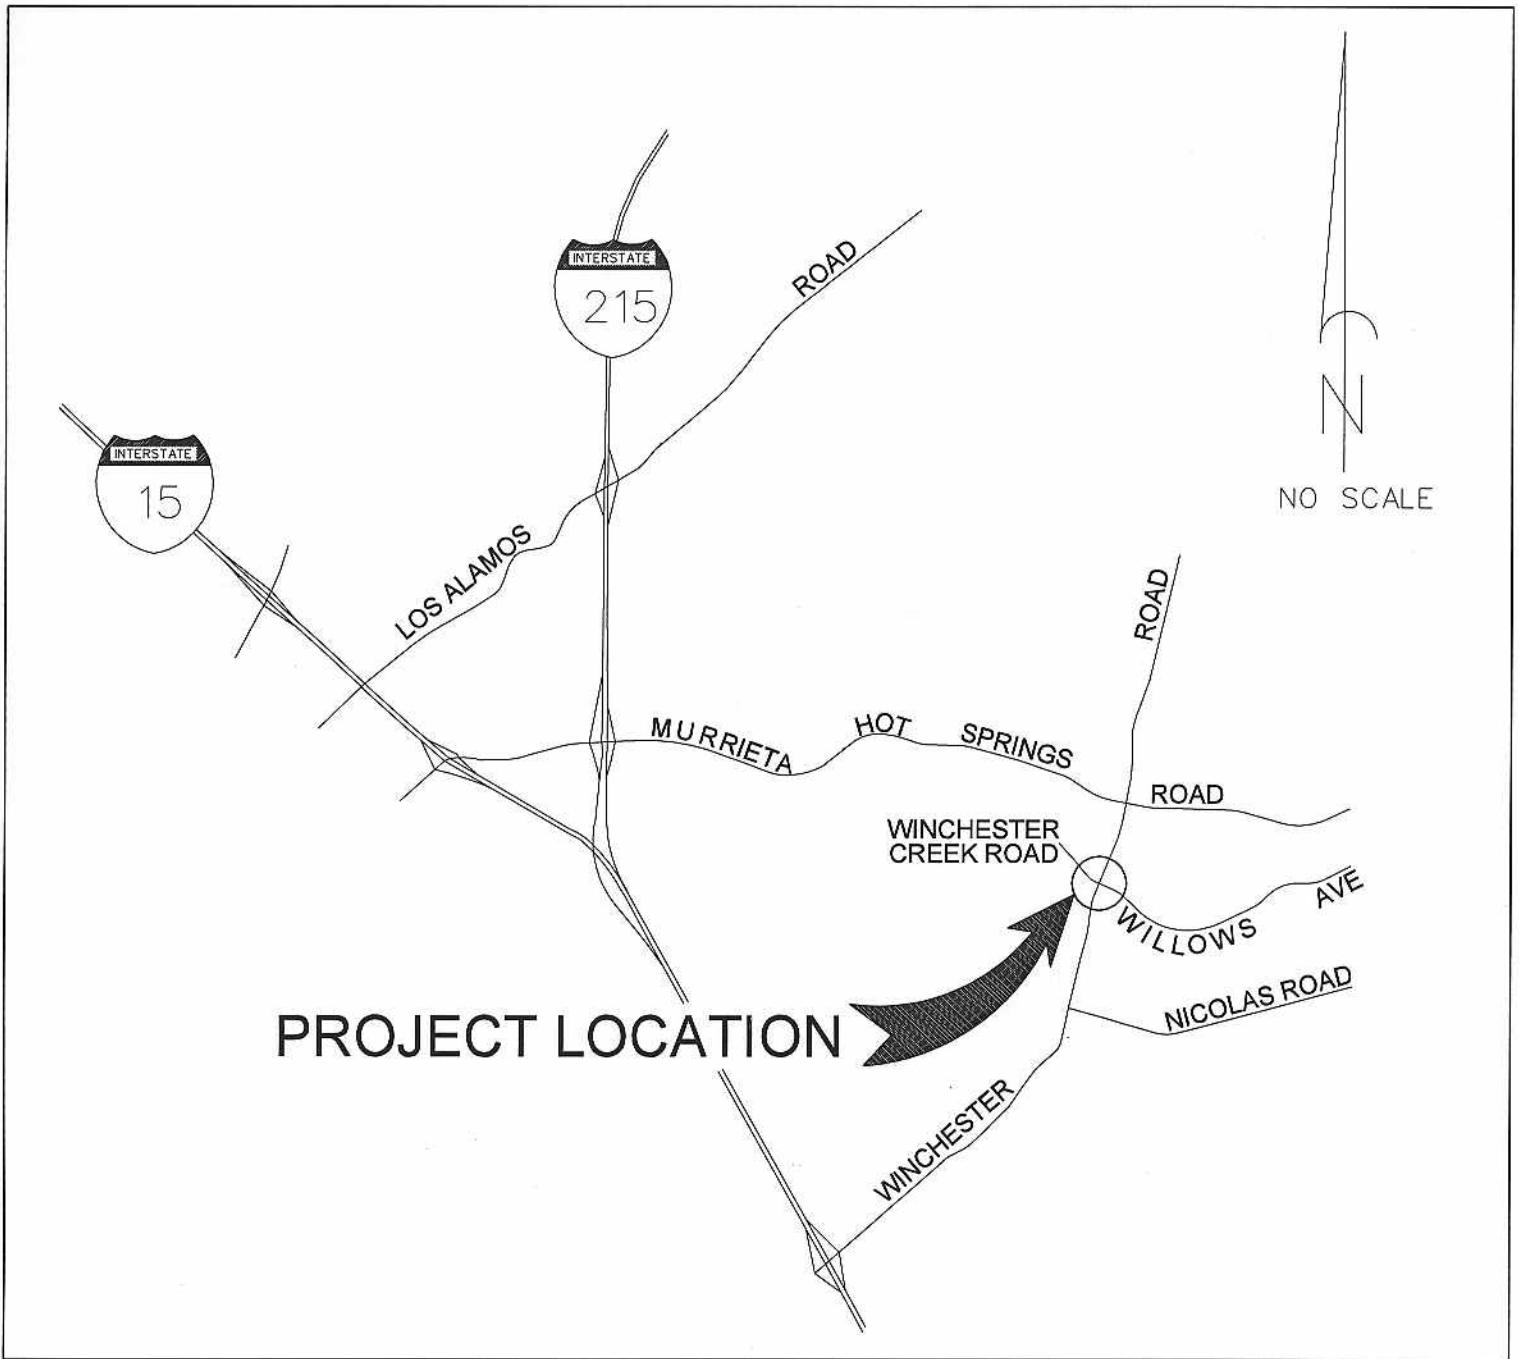 INTERSTATE
215
ROAD
INTERSTATE
15
N
NO SCALE
LOS ALAMOS
ROAD
MURRIETA
HOT
SPRINGS
ROAD
WINCHESTER
CREEK ROAD
WILLOWS
AVE
NICOLAS ROAD
PROJECT LOCATION
WINCHESTER